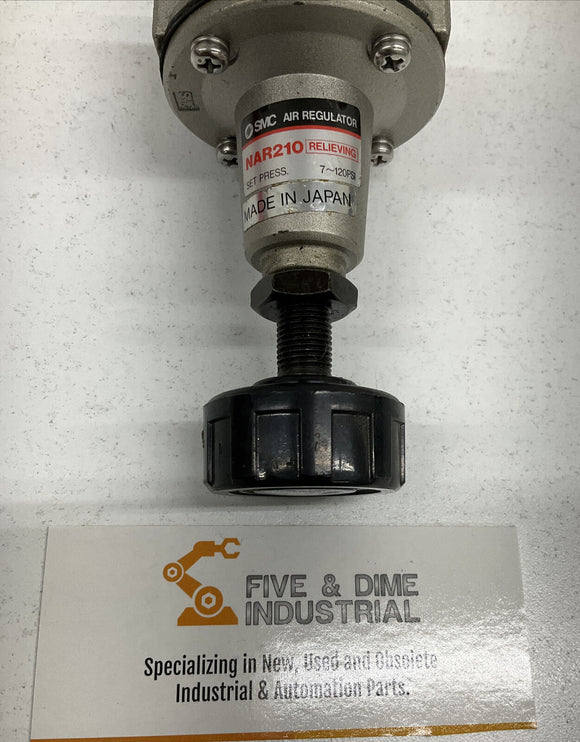 SMC AIR REGULATOR
NAR210 RELIEVING
SET PRESS. 7~120PSI
MADE IN JAPAN
FIVE & DIME
INDUSTRIAL
Specializing in New, Used and Obsolete
Industrial & Automation Parts.